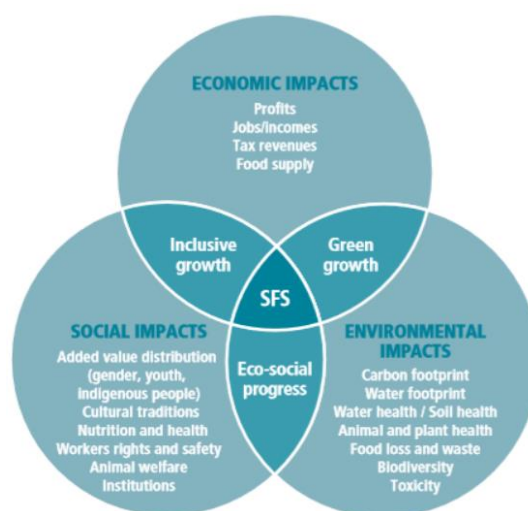 ECONOMIC IMPACTS
Profits
Jobs/incomes
Tax revenues
Food supply
Inclusive
growth
Green
growth
SFS
SOCIAL IMPACTS
Added value distribution
(gender, youth,
indigenous people)
Cultural traditions
Nutrition and health
Workers rights and safety
Animal welfare
Institutions
Eco-social
progress
ENVIRONMENTAL
IMPACTS
Carbon footprint
Water footprint
Water health / Soil health
Animal and plant health
Food loss and waste
Biodiversity
Toxicity